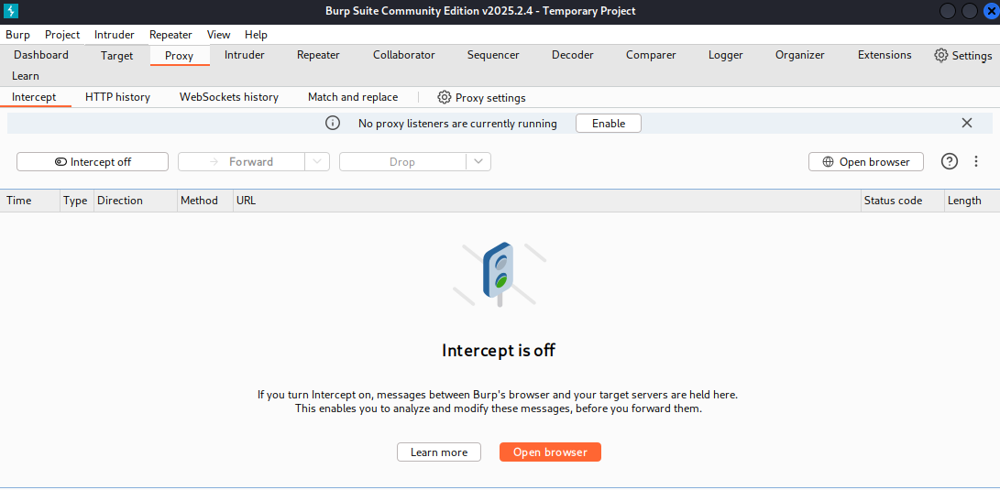 Burp Suite Community Edition v2025.2.4 - Temporary Project
Burp Project Intruder Repeater View Help
Dashboard Target Proxy Intruder Repeater Collaborator Sequencer Decoder Comparer Logger Organizer Extensions Settings
Learn
Intercept HTTP history WebSockets history Match and replace Proxy settings
No proxy listeners are currently running Enable
Intercept off Forward Drop Open browser
Time Type Direction Method URL Status code Length
Intercept is off
If you turn Intercept on, messages between Burp's browser and your target servers are held here.
This enables you to analyze and modify these messages, before you forward them.
Learn more Open browser